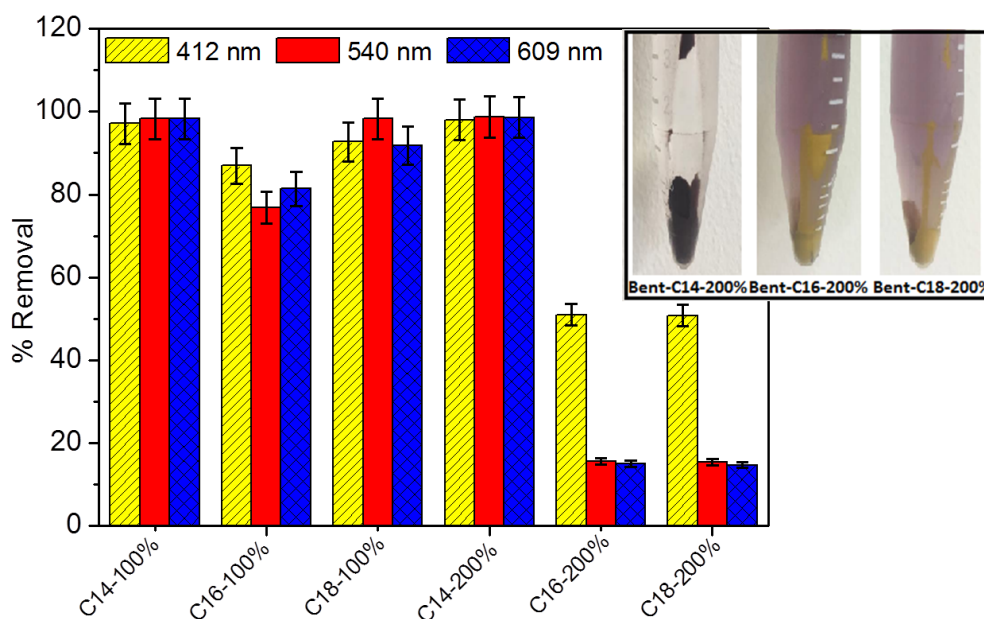 120
100
80
60
40
20
0
% Removal
412 nm 540 nm 609 nm
Bent-C14-200% Bent-C16-200% Bent-C18-200%
C14-100%
C16-100%
C18-100%
C14-200%
C16-200%
C18-200%